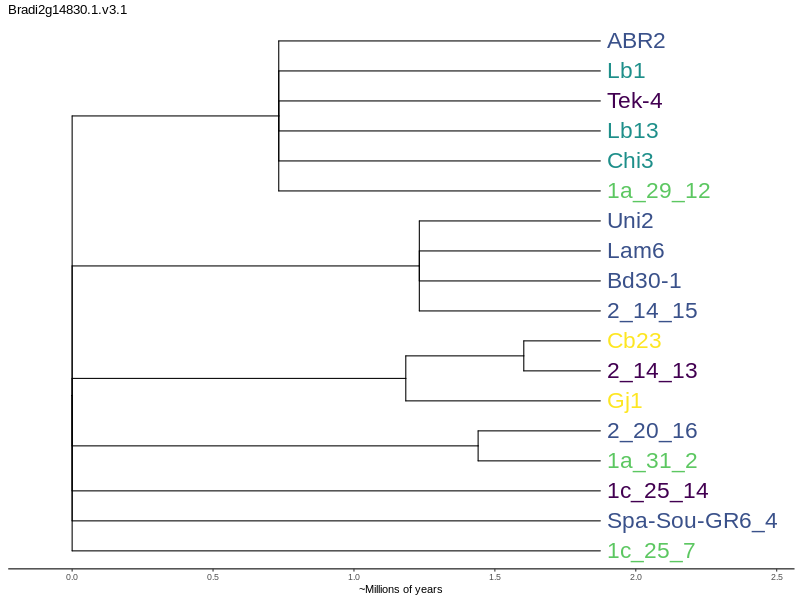 Bradi2g14830.1.v3.1
ABR2
Lb1
Tek-4
Lb13
Chi3
1a_29_12
Uni2
Lam6
Bd30-1
2_14_15
Cb23
2_14_13
Gj1
2_20_16
1a_31_2
1c_25_14
Spa-Sou-GR6_4
1c_25_7
0.0 0.5 1.0 1.5 2.0 2.5
~Millions of years